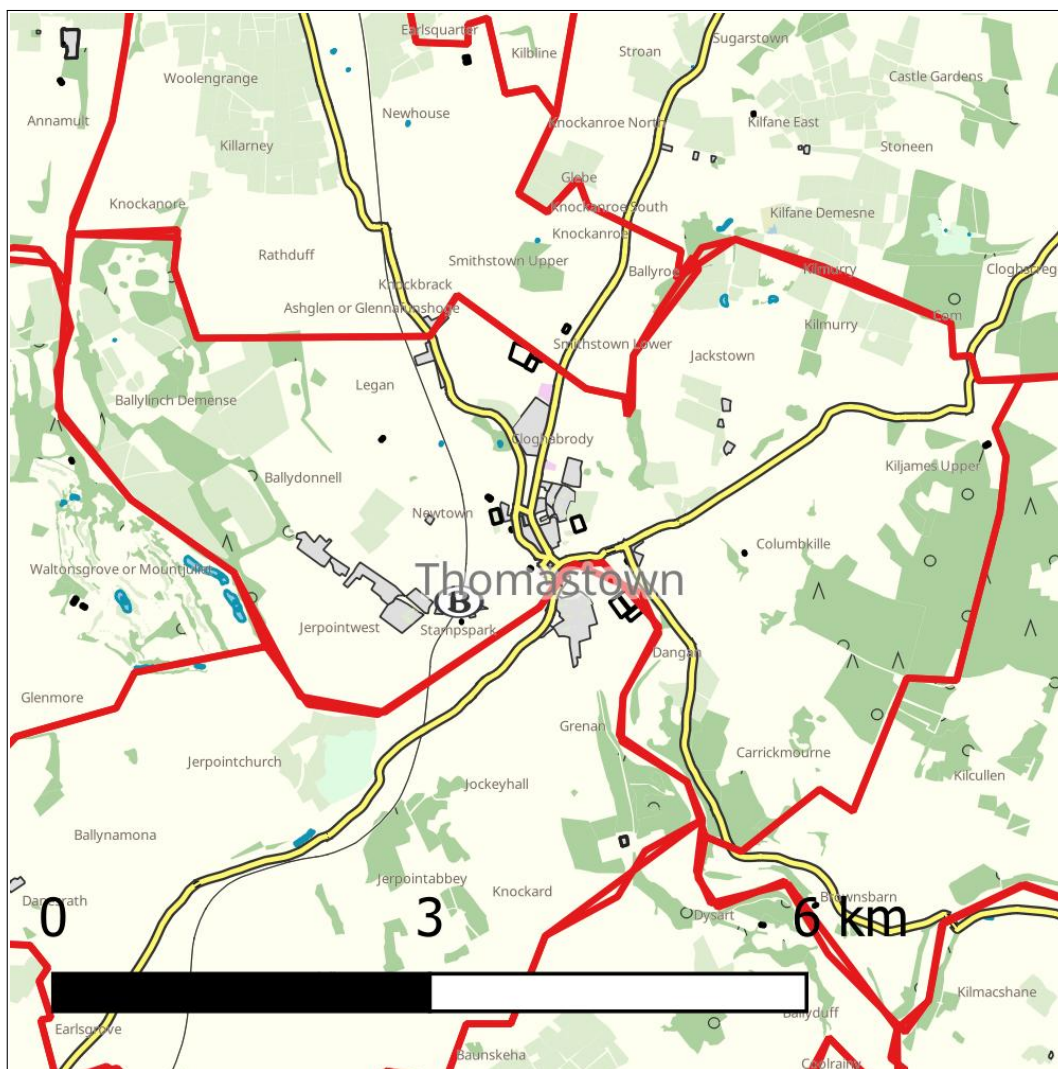 Earlsquarter
Sugarstown
Kilbline
Stroan
Woolengrange
Castle Gardens
Newhouse
Annamult
Knockanroe North
Kilfane East
Killarney
Stoneen
Glebe
Knockanore
Knockanroe South
Kilfane Demesne
Knockanroe
Rathduff
Smithstown Upper
Ballyroe
Kilmurry
Knockbrack
Ashglen or Glennafunshoge
Kilmurry
Smithstown Lower
Jackstown
Legan
Ballylinch Demense
Cloghabrody
Kiljames Upper
Ballydonnell
Newtown
Columbkille
Waltonsgrove or Mountjuliet
Thomastown
B
Jerpointwest
Stampspark
Dangan
Glenmore
Grenan
Carrickmourne
Jerpointchurch
Kilcullen
Jockeyhall
Ballynamona
Jerpointabbey
Knockard
Brownsbarn
Dysart
0
3
6 km
Kilmacshane
Ballyduff
Earlsgrove
Baunskeha